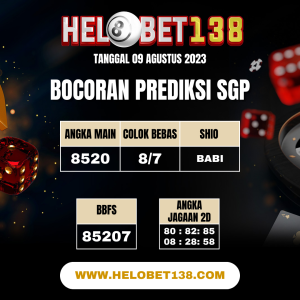 HELOBET138
TANGGAL 09 AGUSTUS 2023
BOCORAN PREDIKSI SGP
ANGKA MAIN COLOK BEBAS SHIO
8520 8/7 BABI
BBFS
85207
ANGKA
JAGAAN 2D
80 : 82: 85
08 : 28: 58
WWW.HELOBET138.COM